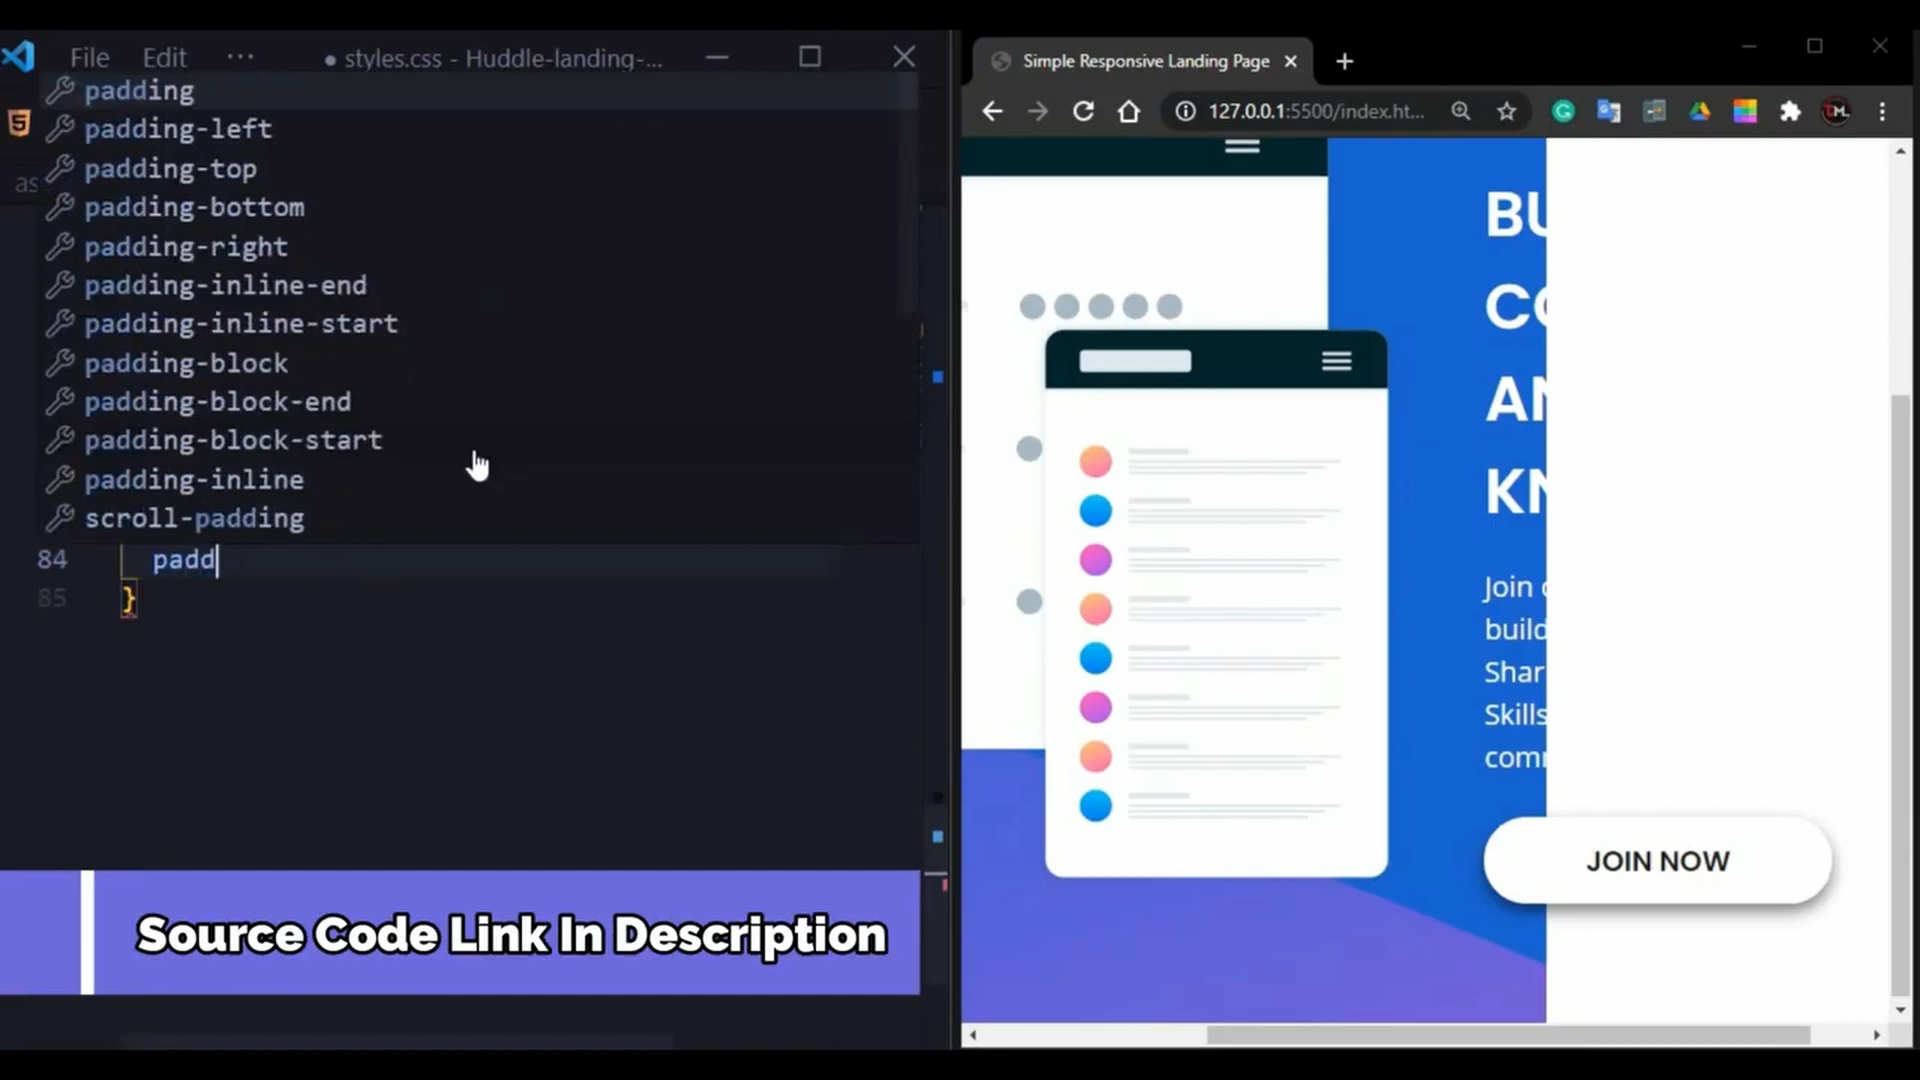 File Edit ··· ● styles.css - Huddle-landing-...
padding
padding-left
padding-top
padding-bottom
padding-right
padding-inline-end
padding-inline-start
padding-block
padding-block-end
padding-block-start
padding-inline
scroll-padding
as
84 padd
85 }
Source Code Link In Description
Simple Responsive Landing Page
127.0.0.1:5500/index.ht...
BU
CO
AN
KN
Join
build
Shar
Skills
com
JOIN NOW